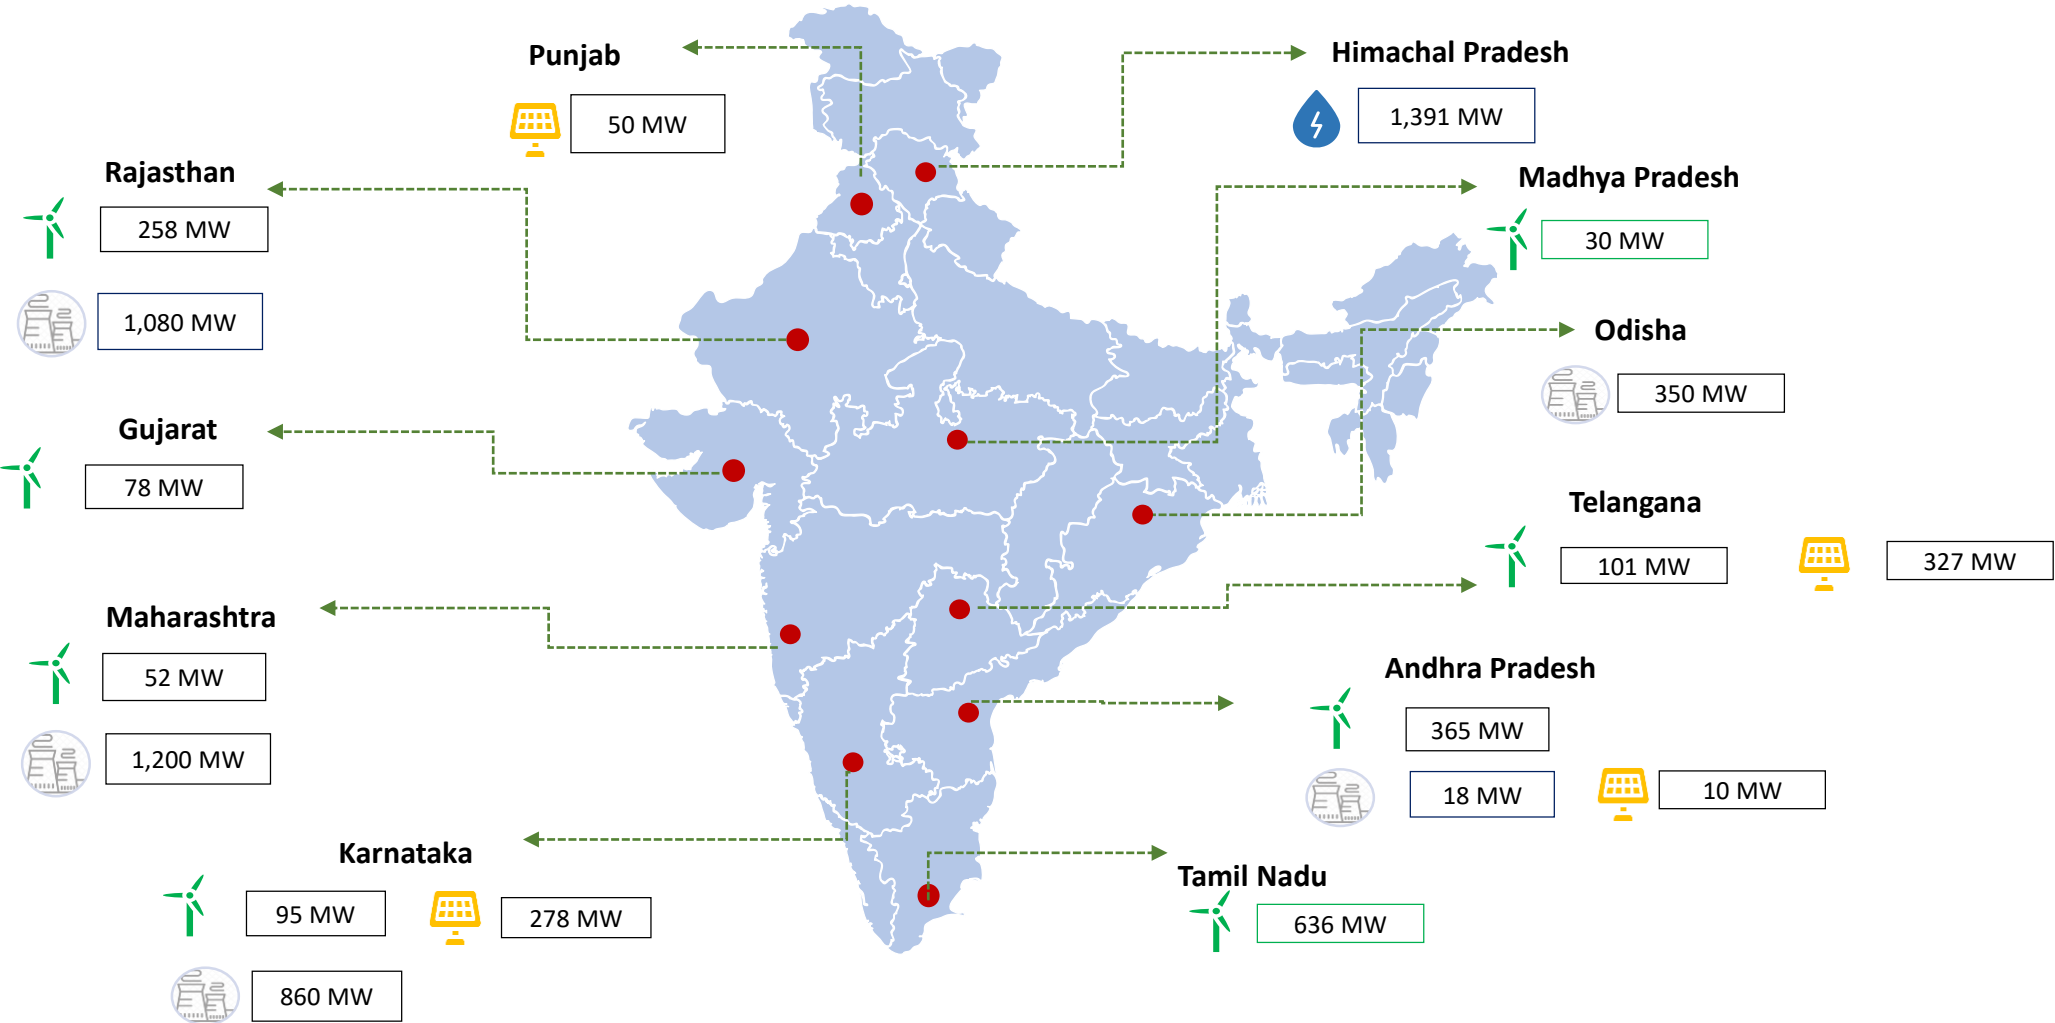 Punjab
50 MW
Himachal Pradesh
1,391 MW
Rajasthan
258 MW
1,080 MW
Madhya Pradesh
30 MW
Odisha
350 MW
Gujarat
78 MW
Telangana
101 MW
327 MW
Maharashtra
52 MW
1,200 MW
Andhra Pradesh
365 MW
18 MW
10 MW
Karnataka
95 MW
278 MW
860 MW
Tamil Nadu
636 MW